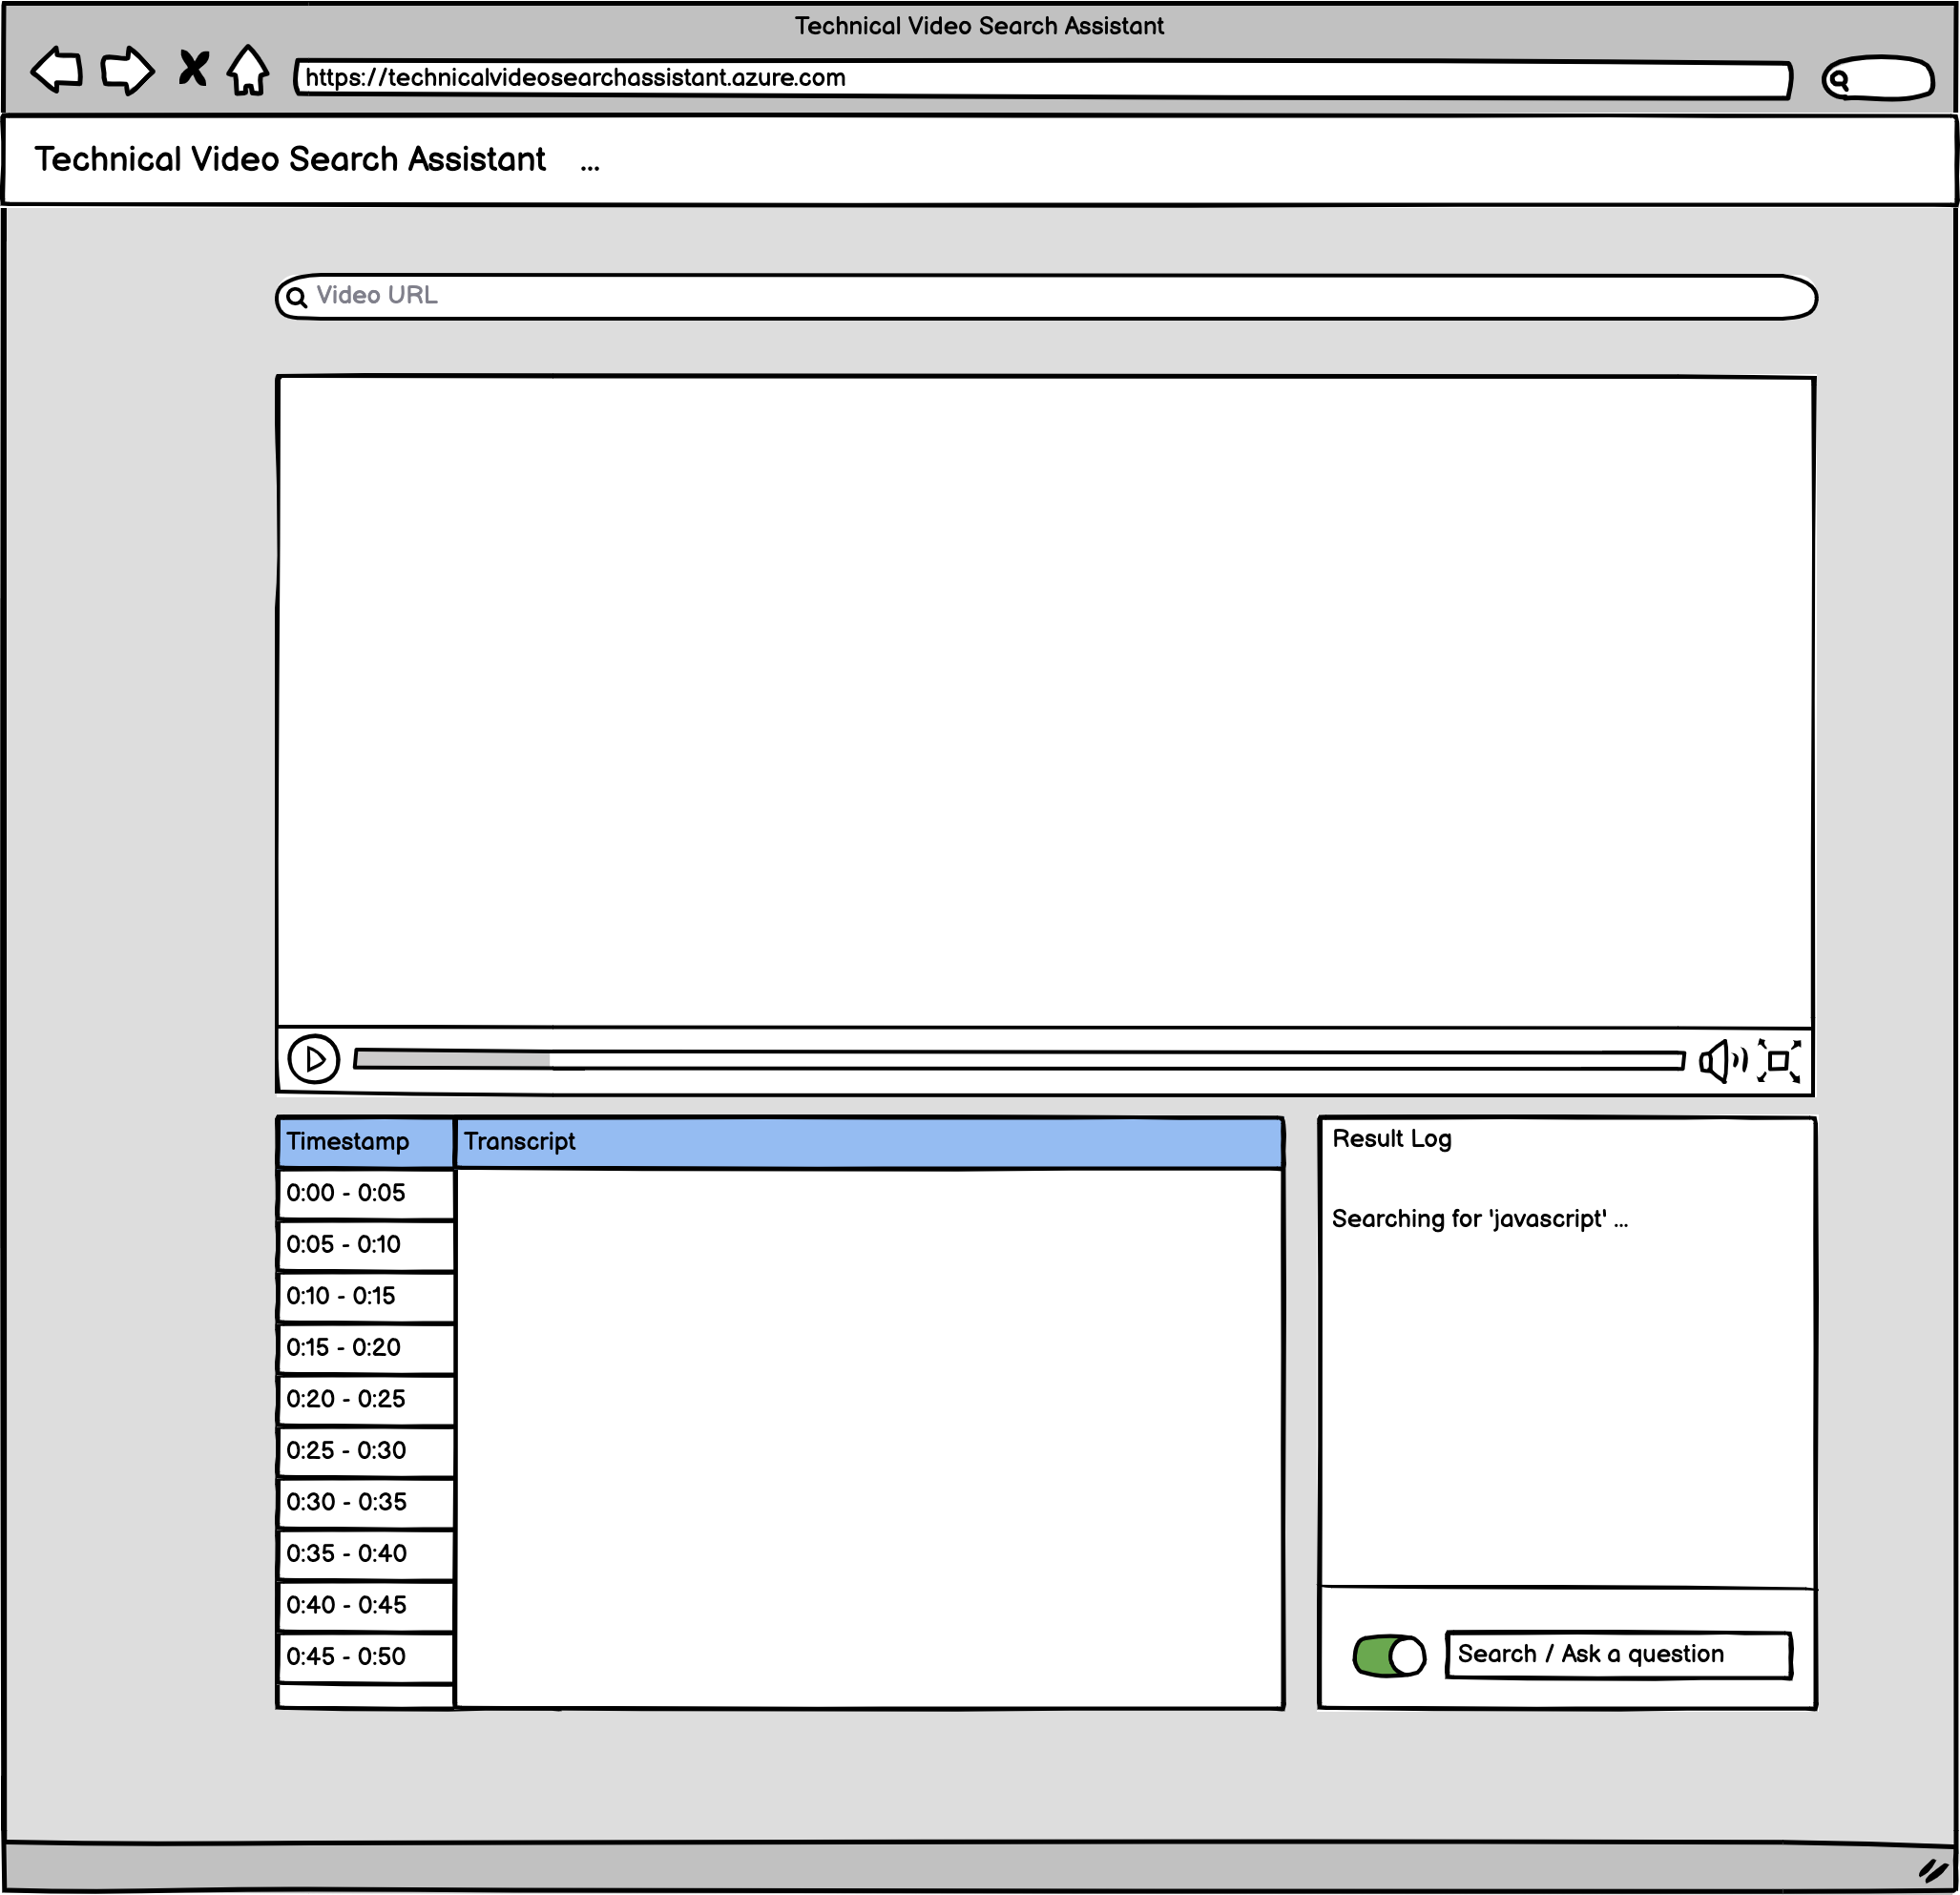 Technical Video Search Assistant
https://technicalvideosearchassistant.azure.com
Technical Video Search Assistant ...
Video URL
Timestamp Transcript
0:00 - 0:05
0:05 - 0:10
0:10 - 0:15
0:15 - 0:20
0:20 - 0:25
0:25 - 0:30
0:30 - 0:35
0:35 - 0:40
0:40 - 0:45
0:45 - 0:50
Result Log
Searching for 'javascript' ...
Search / Ask a question